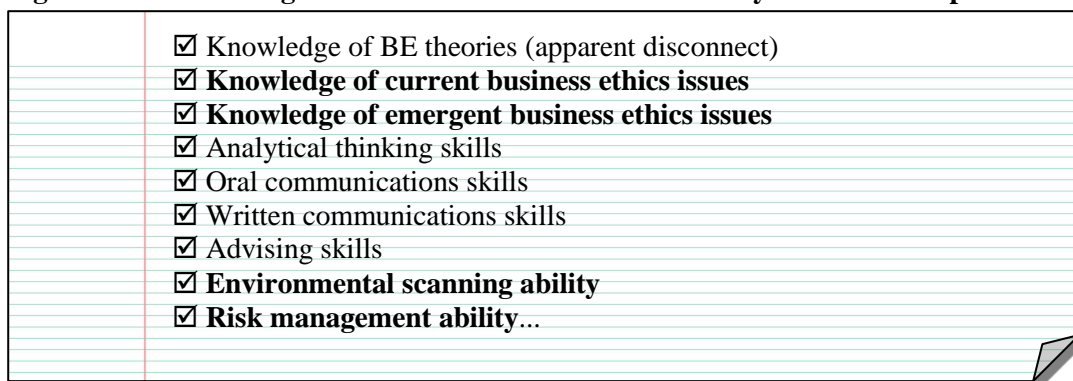 ☑ Knowledge of BE theories (apparent disconnect)
☑ Knowledge of current business ethics issues
☑ Knowledge of emergent business ethics issues
☑ Analytical thinking skills
☑ Oral communications skills
☑ Written communications skills
☑ Advising skills
☑ Environmental scanning ability
☑ Risk management ability...